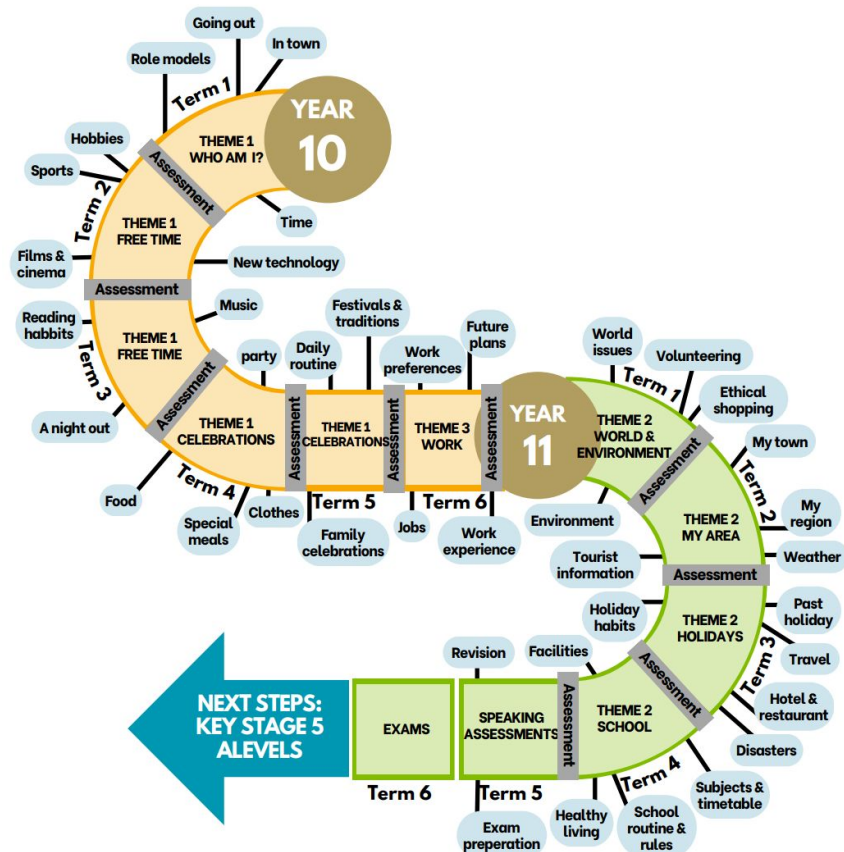 Going out
In town
Role models
Term 1
YEAR
10
THEME 1
WHO AM I?
Assessment
Time
Hobbies
Sports
Term 2
THEME 1
FREE TIME
Films &
cinema
New technology
Assessment
Reading
habbits
Music
Term 3
THEME 1
FREE TIME
A night out
Assessment
party
THEME 1
CELEBRATIONS
Food
Term 4
Special
meals
Clothes
Assessment
Daily
routine
Festivals &
traditions
THEME 1
CELEBRATIONS
Term 5
Family
celebrations
Assessment
Work
preferences
Future
plans
THEME 3
WORK
Term 6
Jobs
Work
experience
Assessment
YEAR
11
World
issues
Term 1
Volunteering
Ethical
shopping
THEME 2
WORLD &
ENVIRONMENT
Environment
Assessment
My town
Term 2
My
region
THEME 2
MY AREA
Weather
Tourist
information
Assessment
Holiday
habits
Past
holiday
THEME 2
HOLIDAYS
Travel
Term 3
Hotel &
restaurant
Assessment
Disasters
Facilities
THEME 2
SCHOOL
Term 4
Subjects &
timetable
School
routine &
rules
Healthy
living
Assessment
Revision
SPEAKING
ASSESSMENTS
Term 5
Exam
preperation
EXAMS
Term 6
NEXT STEPS:
KEY STAGE 5
ALEVELS